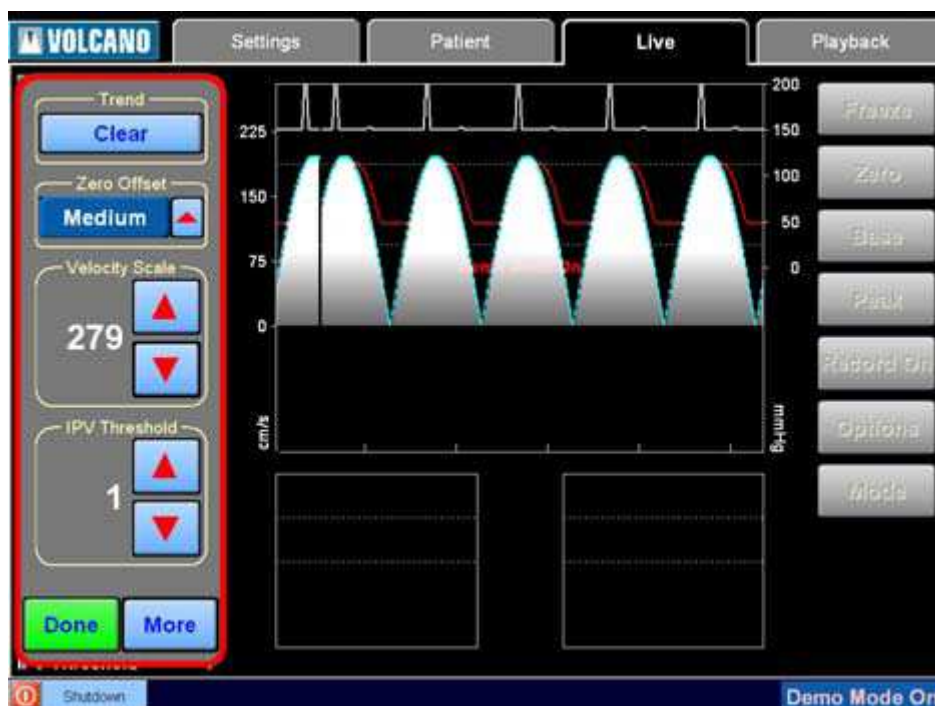 VOLCANO
Settings
Patient
Live
Playback
Trend
Clear
Zero Offset
Medium
Velocity Scale
279
IPV Threshold
1
Done
More
225
150
75
0
cm/s
200
150
100
50
0
mmHg
Freeze
Zero
Base
Peak
Record On
Options
Mode
Shutdown
Demo Mode On